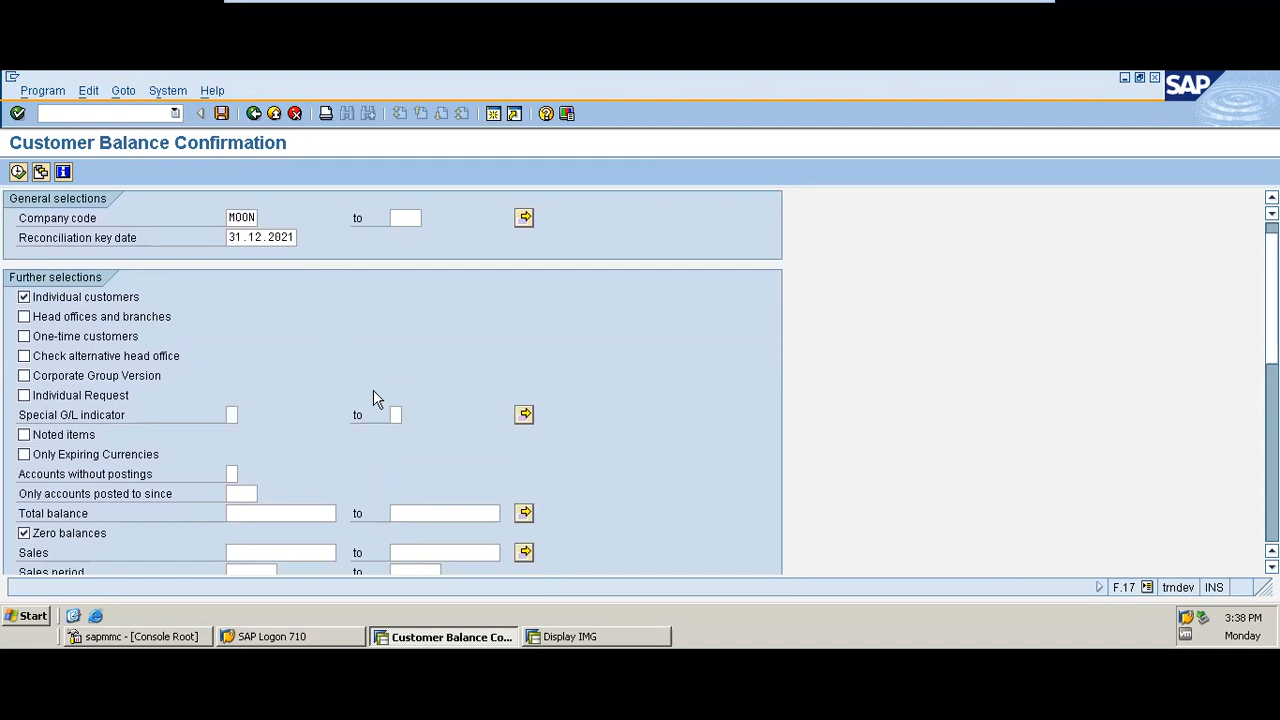 Program Edit Goto System Help
SAP
Customer Balance Confirmation
General selections
Company code MOON to
Reconciliation key date 31.12.2021
Further selections
Individual customers
Head offices and branches
One-time customers
Check alternative head office
Corporate Group Version
Individual Request
Special G/L indicator to
Noted items
Only Expiring Currencies
Accounts without postings
Only accounts posted to since
Total balance to
Zero balances
Sales to
Sales period to
F.17 trndev INS
Start
3:38 PM
sapmmc - [Console Root] SAP Logon 710 Customer Balance Co... Display IMG
Monday